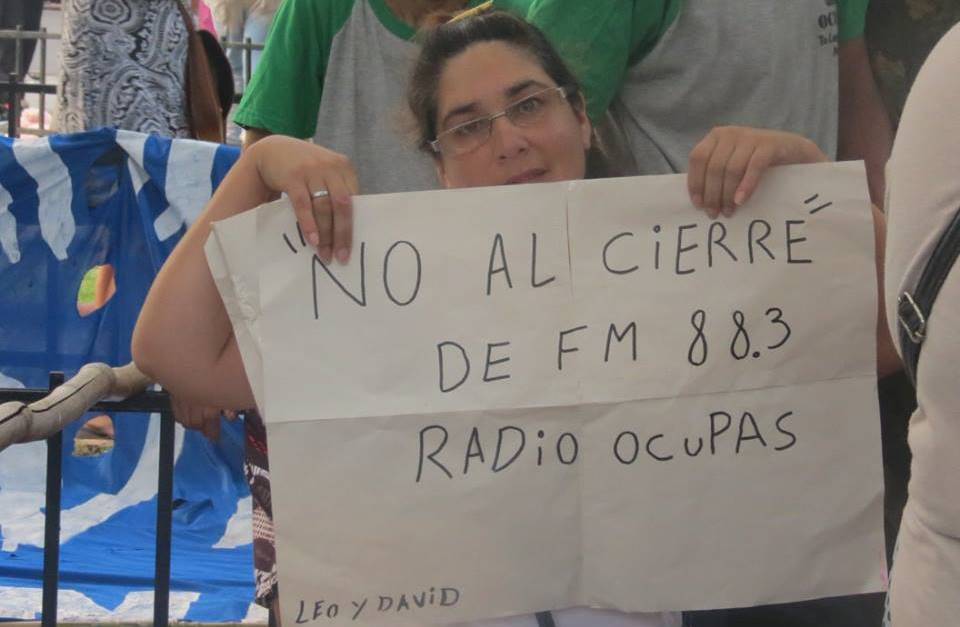 "NO AL CiERRE"
DE FM 88.3
RADiO OCuPAS
LEO Y DAViD